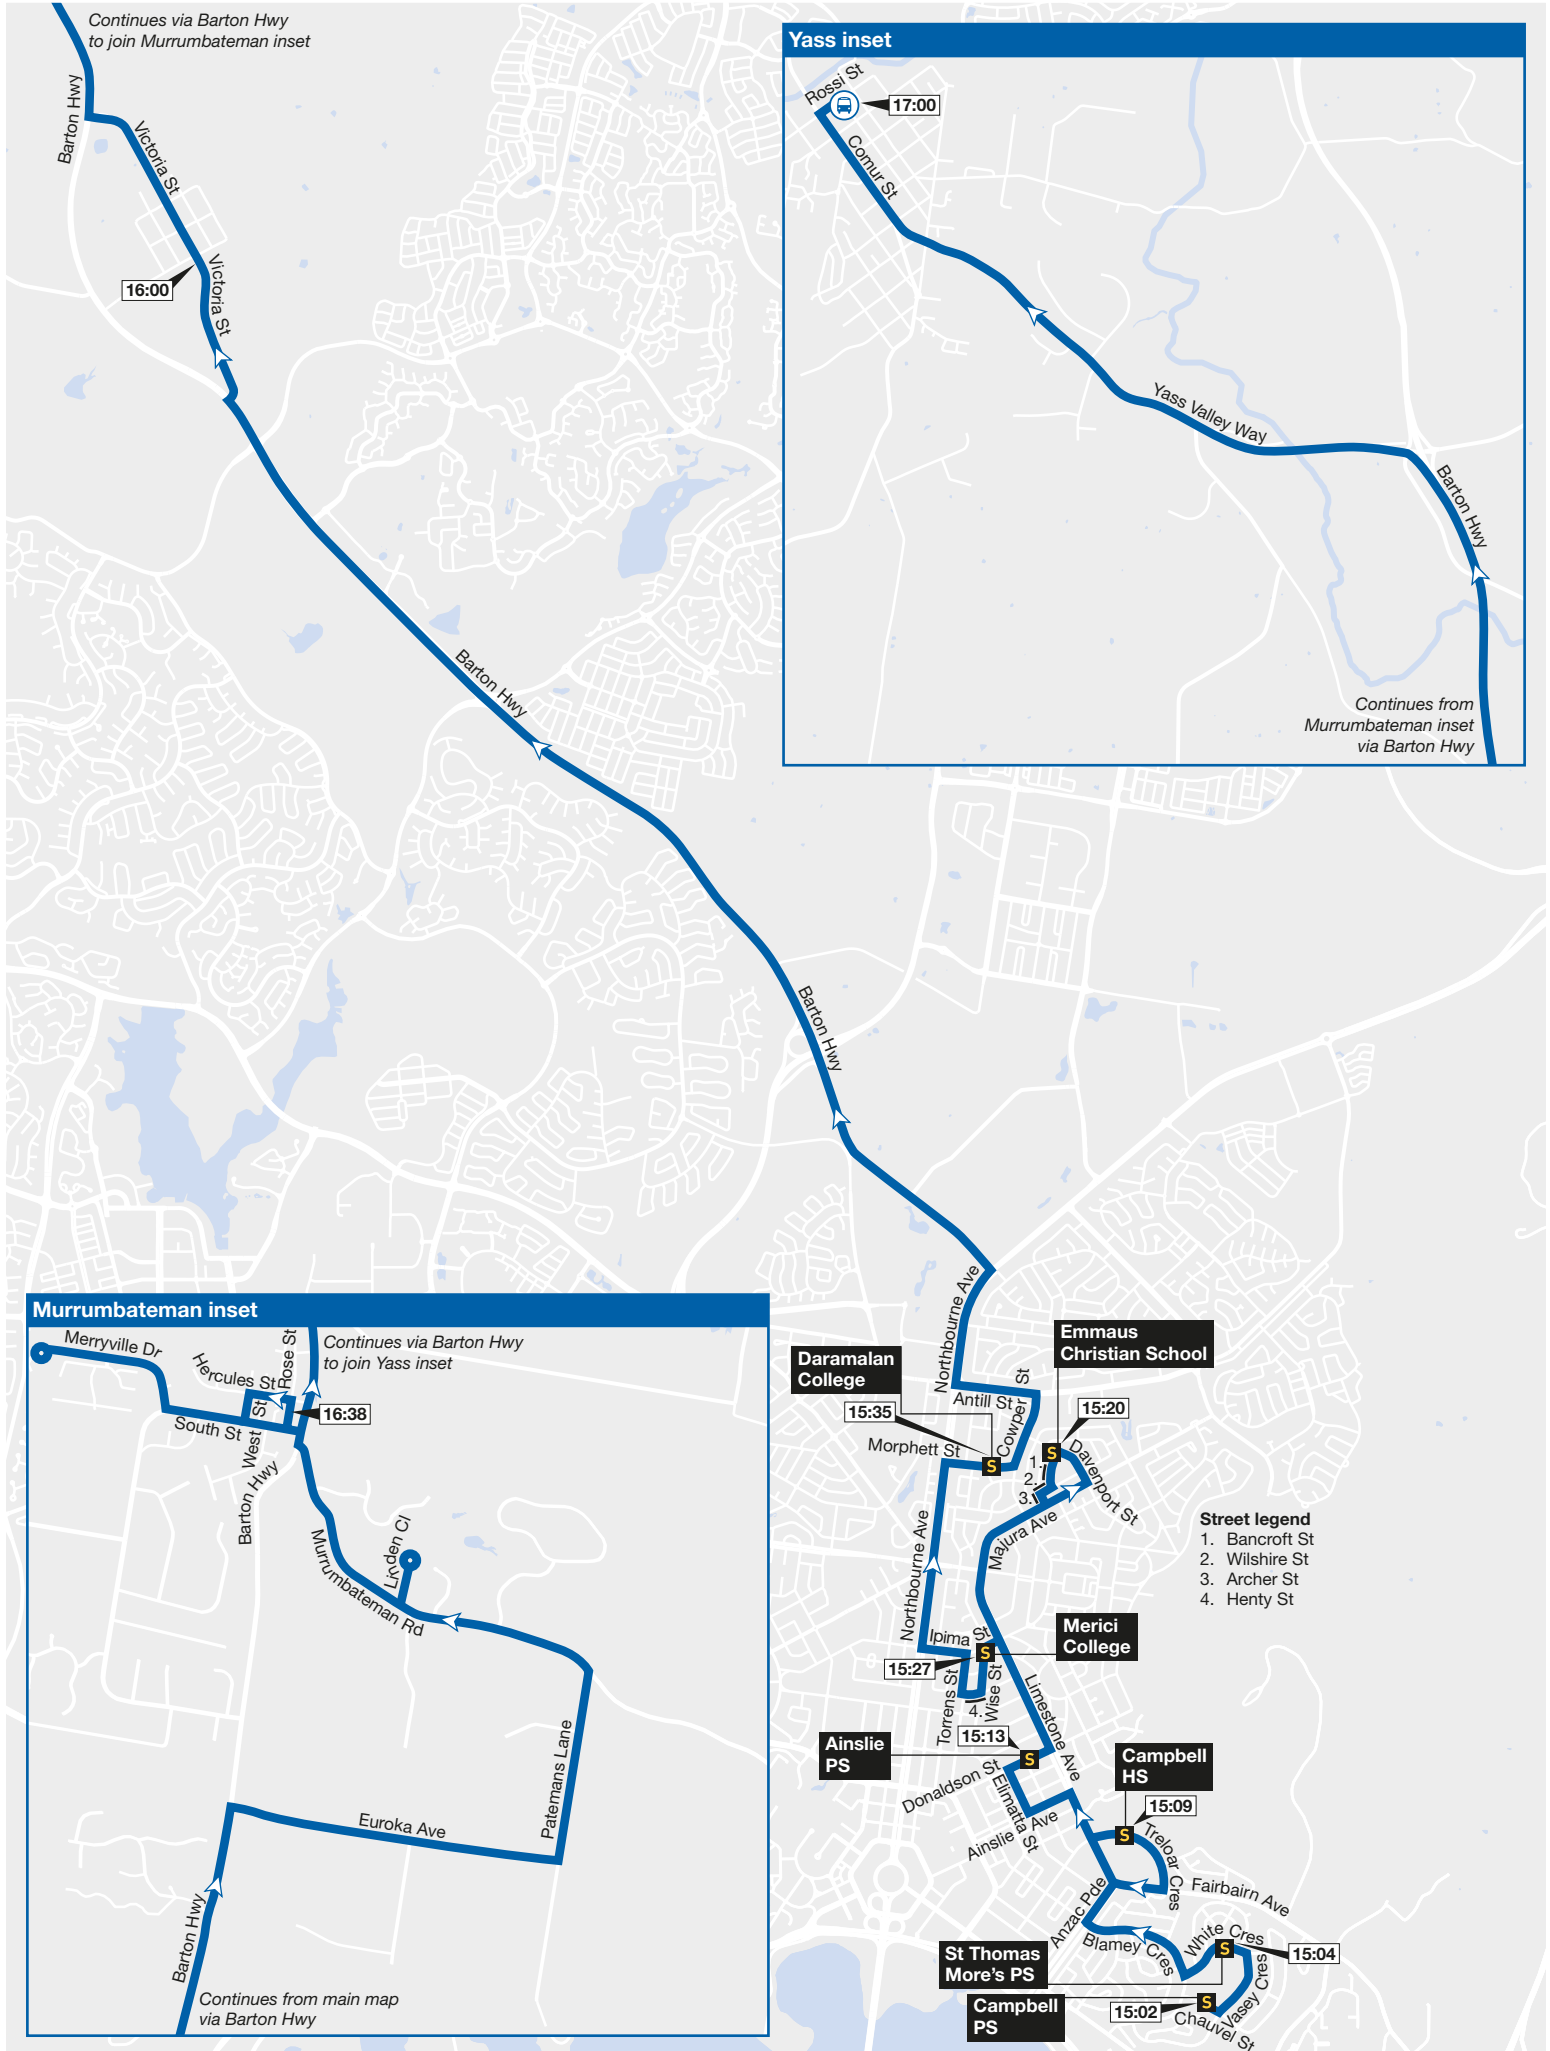 Continues via Barton Hwy
to join Murrumbateman inset
Barton Hwy
Victoria St
Victoria St
16:00
Barton Hwy
Barton Hwy
Yass inset
Rossi St
17:00
Comur St
Yass Valley Way
Barton Hwy
Continues from
Murrumbateman inset
via Barton Hwy
Murrumbateman inset
Merryville Dr
Hercules St
Rose St
Continues via Barton Hwy
to join Yass inset
16:38
South St
West St
Barton Hwy
Linden Cl
Murrumbateman Rd
Patemans Lane
Euroka Ave
Barton Hwy
Continues from main map
via Barton Hwy
Northbourne Ave
Emmaus
Christian School
Daramalan
College
15:35
Antill St
Cowper St
15:20
Morphett St
S
S
Davenport St
1.
2.
3.
Majura Ave
Street legend
1. Bancroft St
2. Wilshire St
3. Archer St
4. Henty St
Northbourne Ave
Ipima St
S
Merici
College
15:27
Torrens St
Wise St
4.
Limestone Ave
15:13
Ainslie
PS
S
Donaldson St
Elimatta St
Ainslie Ave
Campbell
HS
15:09
S
Treloar Cres
Fairbairn Ave
Anzac Pde
Blamey Cres
White Cres
S
15:04
St Thomas
More's PS
Vasey Cres
Campbell
PS
15:02
S
Chauvel St